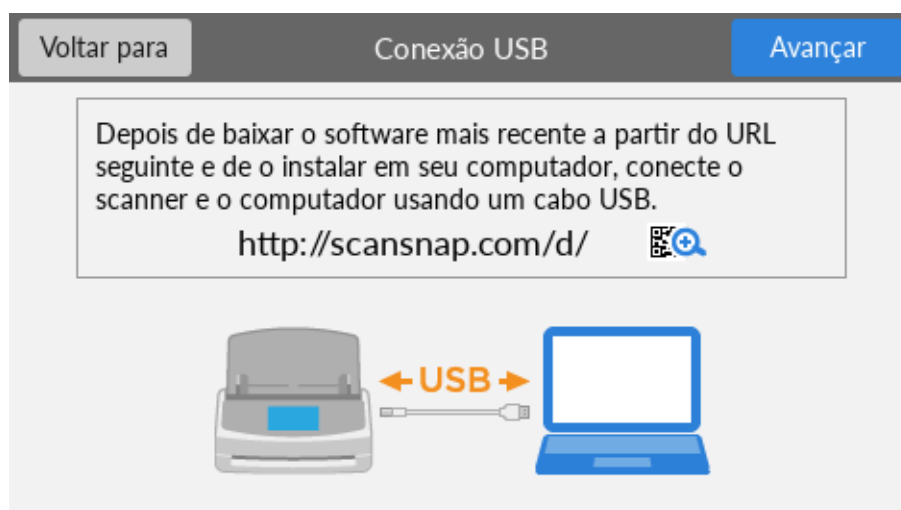 Voltar para
Conexão USB
Avançar
Depois de baixar o software mais recente a partir do URL
seguinte e de o instalar em seu computador, conecte o
scanner e o computador usando um cabo USB.
http://scansnap.com/d/
USB